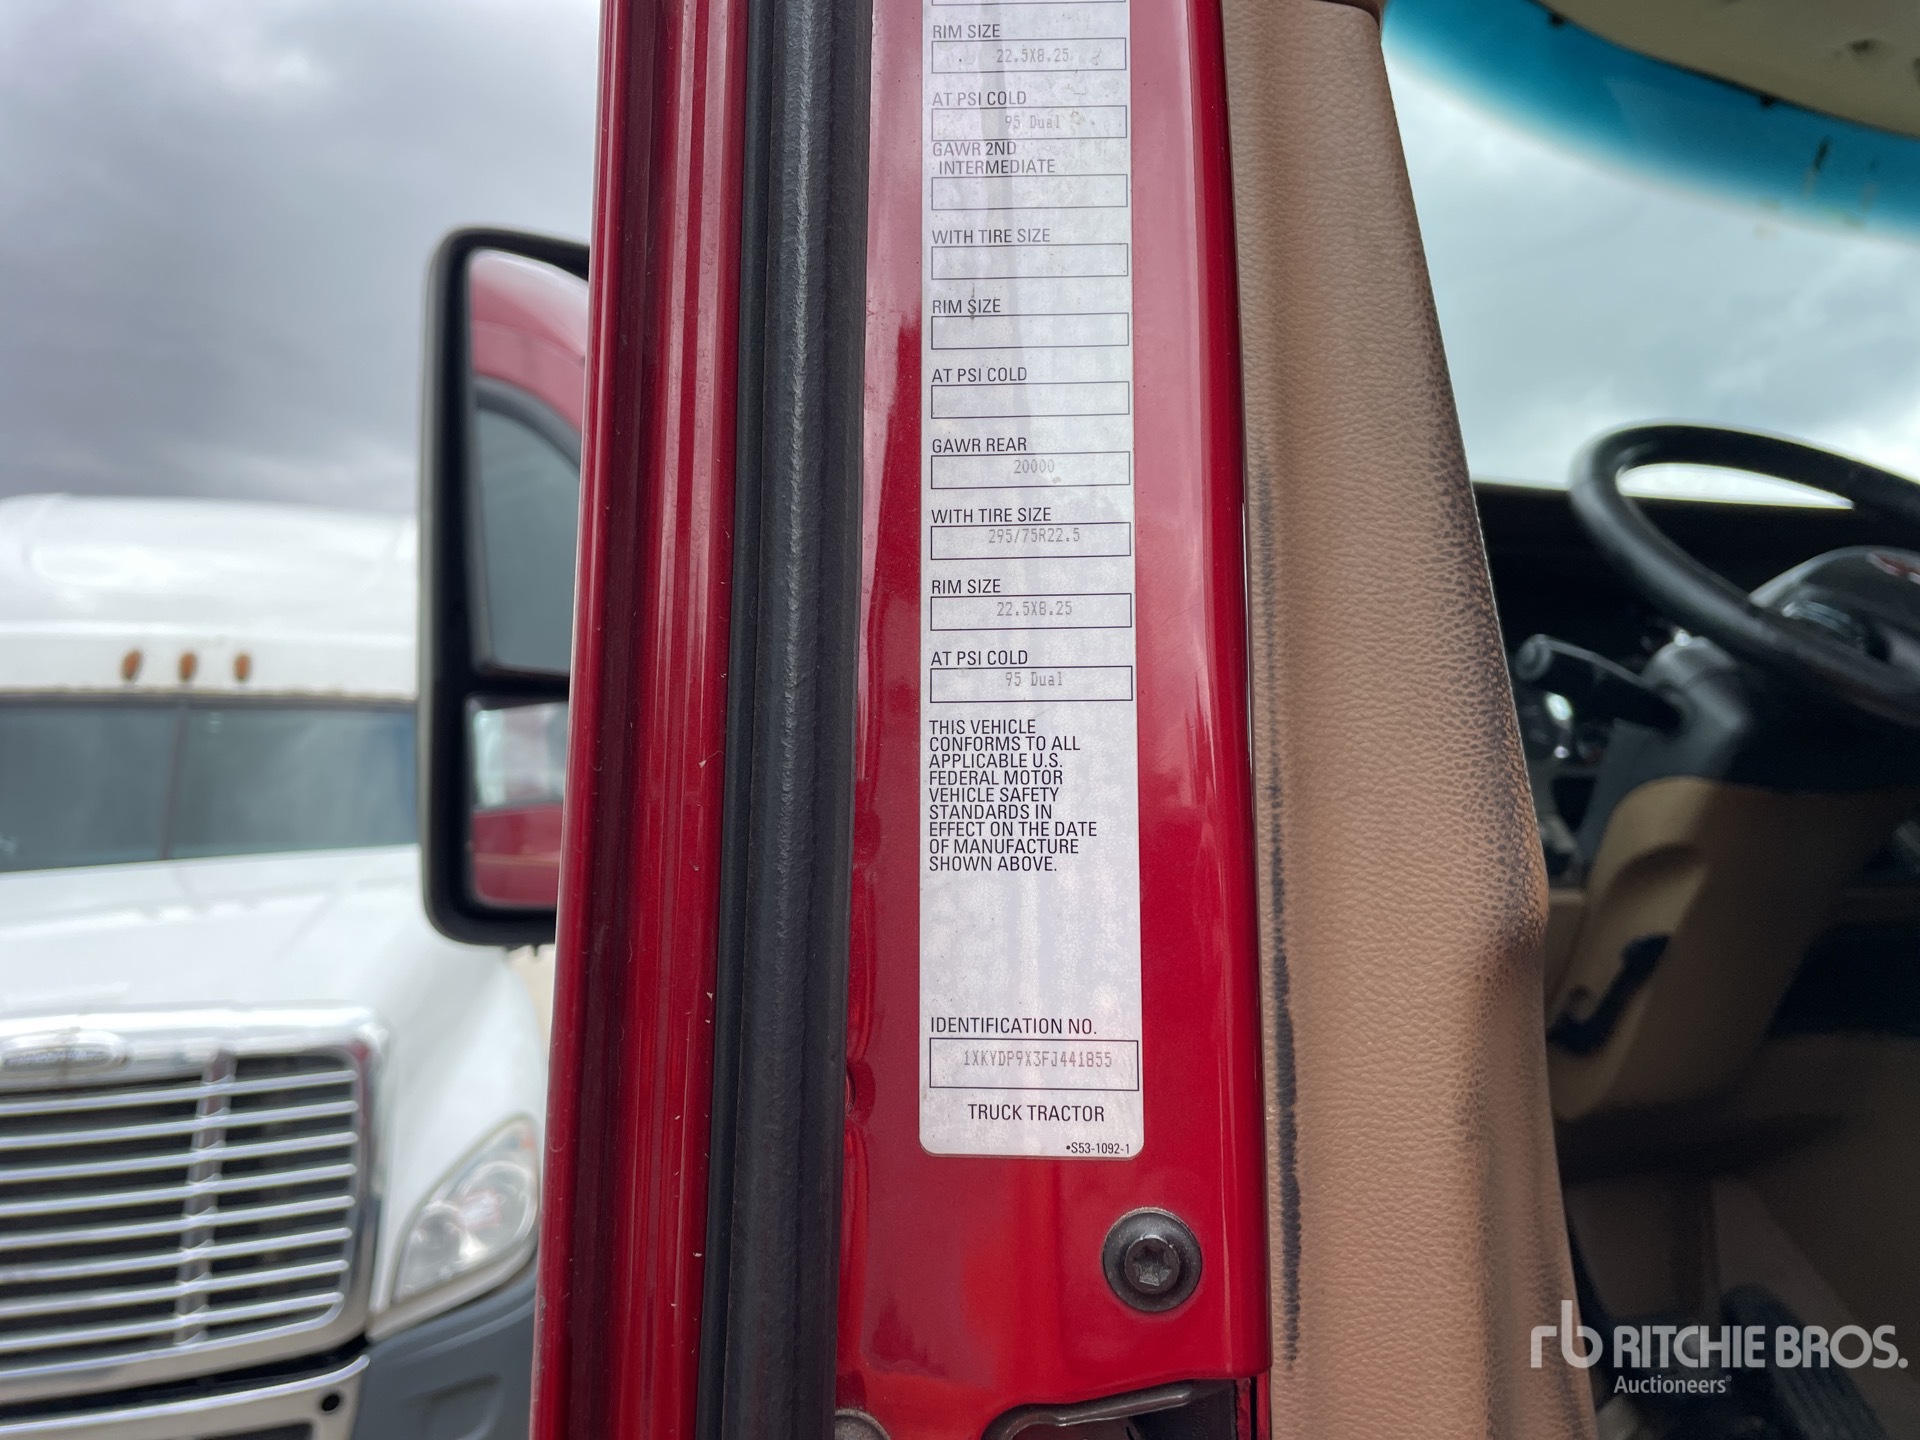 RIM SIZE
22.5X8.25
AT PSI COLD
95 Dual
GAWR 2ND
INTERMEDIATE
WITH TIRE SIZE
RIM SIZE
AT PSI COLD
GAWR REAR
20000
WITH TIRE SIZE
295/75R22.5
RIM SIZE
22.5X8.25
AT PSI COLD
95 Dual
THIS VEHICLE
CONFORMS TO ALL
APPLICABLE U.S.
FEDERAL MOTOR
VEHICLE SAFETY
STANDARDS IN
EFFECT ON THE DATE
OF MANUFACTURE
SHOWN ABOVE.
IDENTIFICATION NO.
1XKYDP9X3FJ441855
TRUCK TRACTOR
•S53-1092-1
rb RITCHIE BROS.
Auctioneers